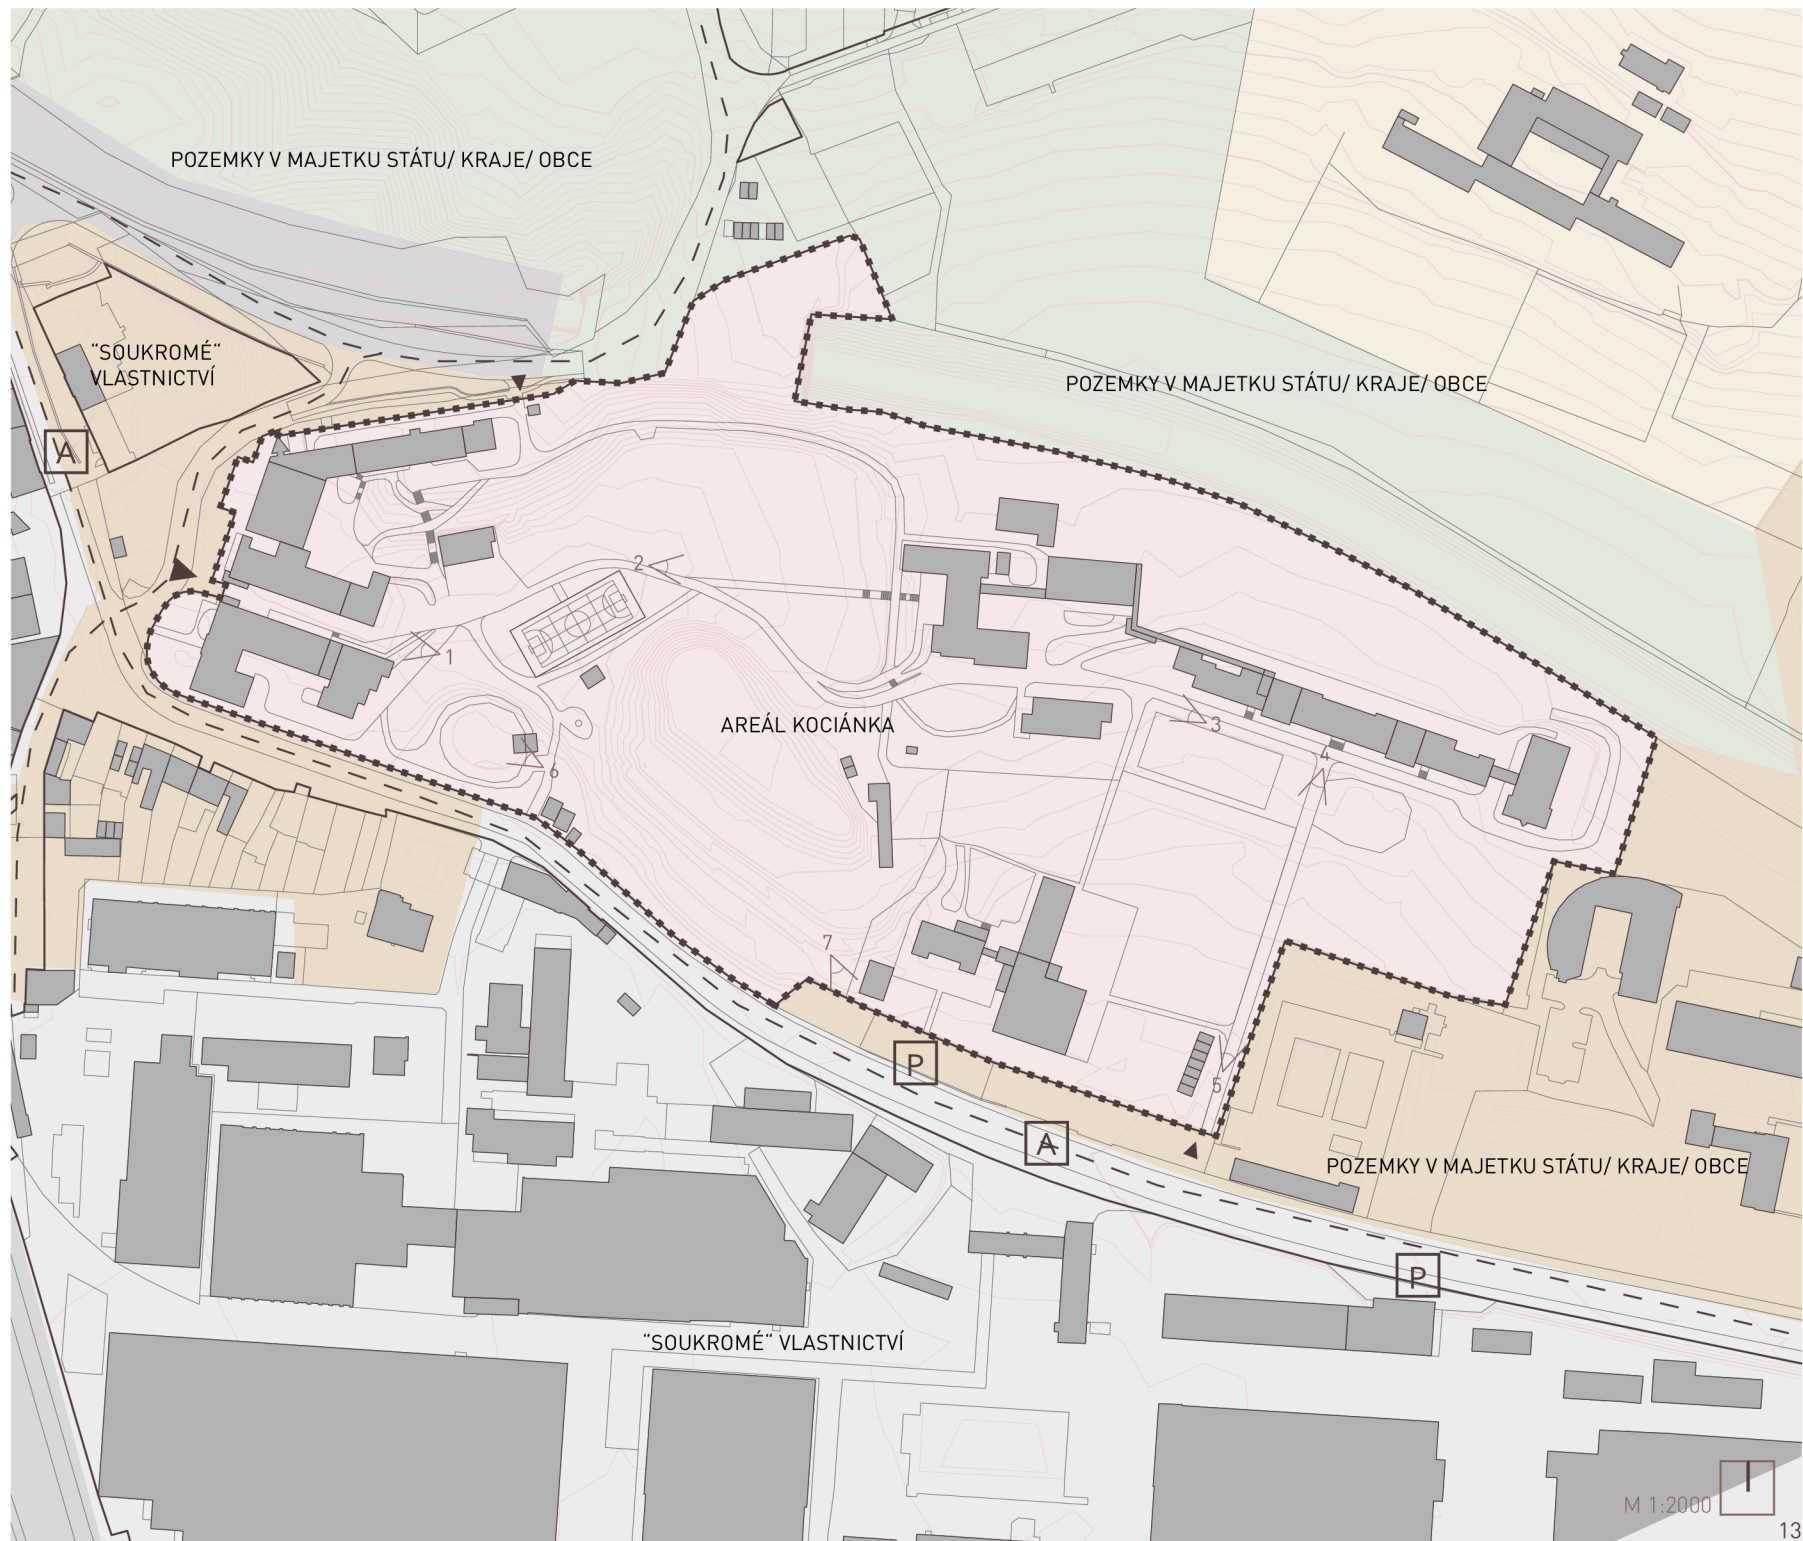 POZEMKY V MAJETKU STÁTU/ KRAJE/ OBCE
“SOUKROMÉ“
VLASTNICTVÍ
POZEMKY V MAJETKU STÁTU/ KRAJE/ OBCE
A
2
1
AREÁL KOCIÁNKA
3
4
6
7
P
5
A
POZEMKY V MAJETKU STÁTU/ KRAJE/ OBCE
P
“SOUKROMÉ“ VLASTNICTVÍ
M 1:2000
13